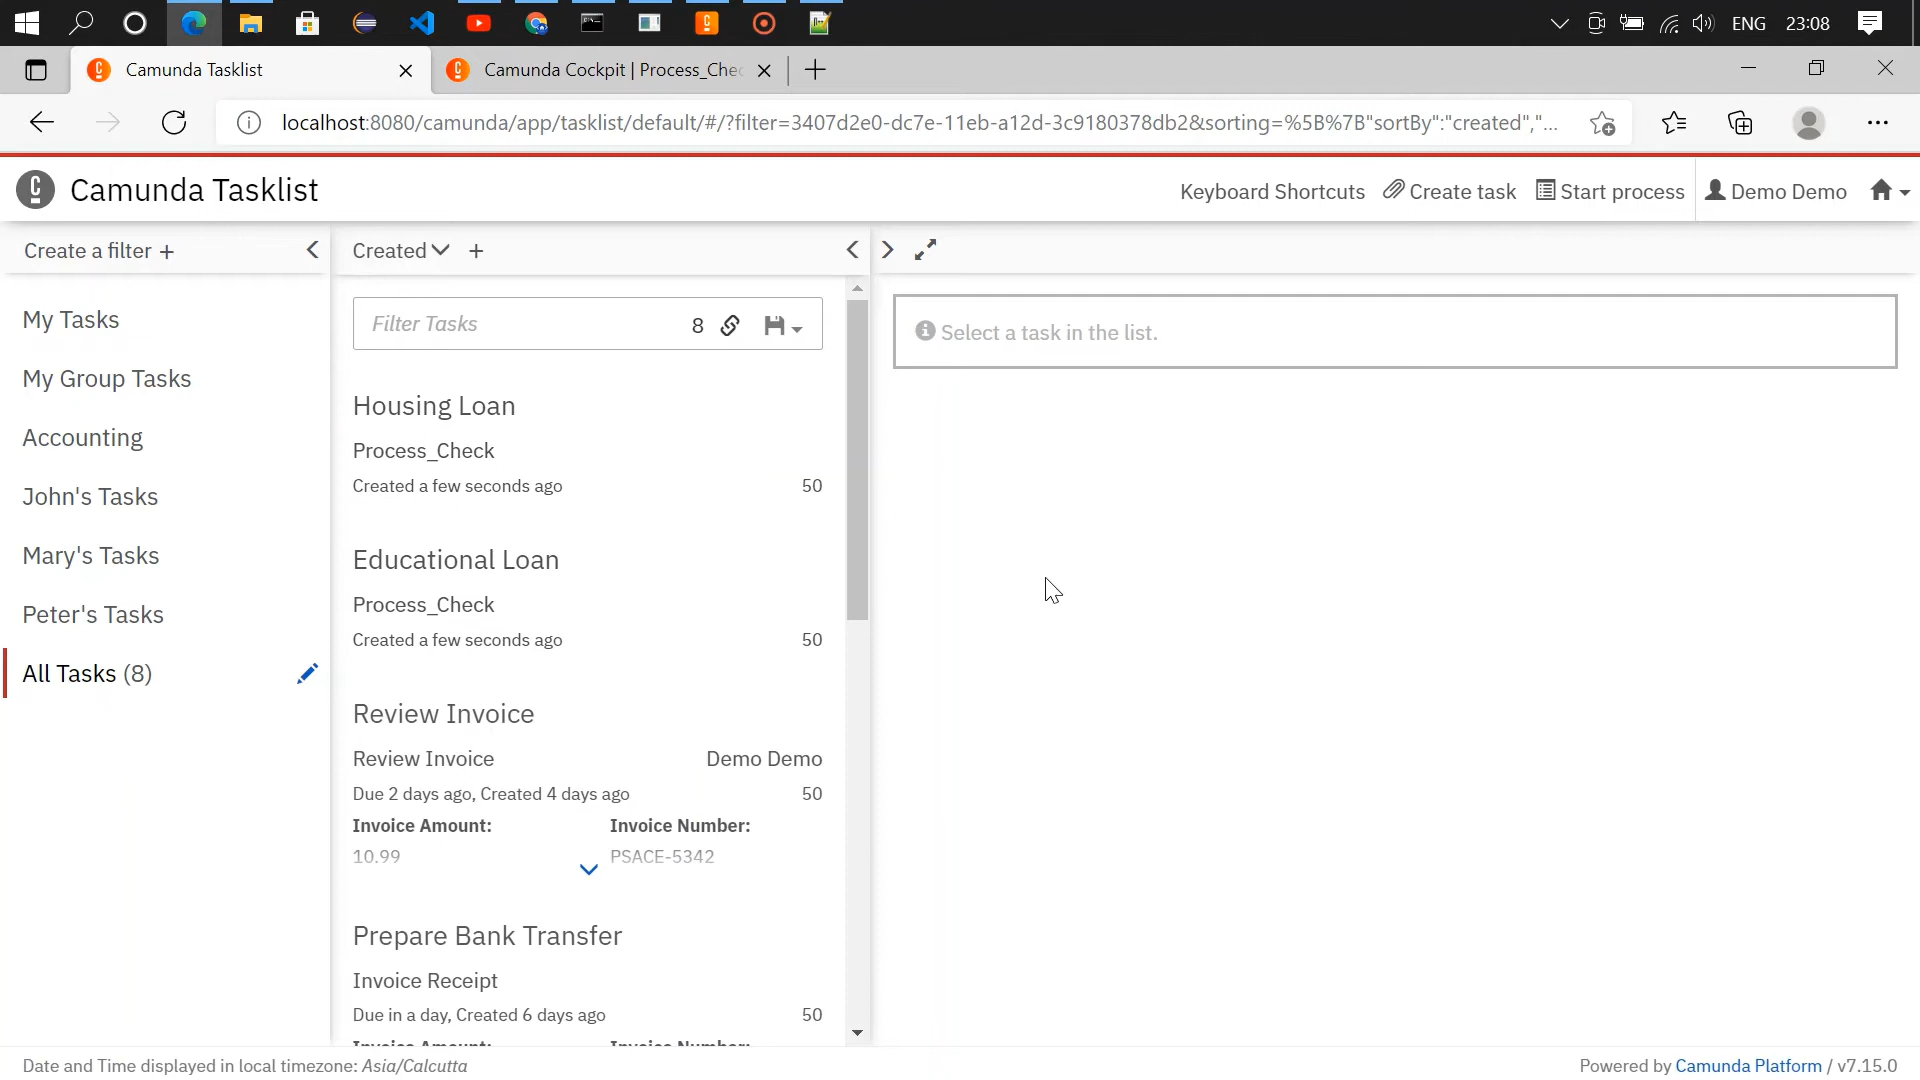 ENG 23:08
Camunda Tasklist
Camunda Cockpit | Process_Chec
localhost:8080/camunda/app/tasklist/default/#/?filter=3407d2e0-dc7e-11eb-a12d-3c9180378db2&sorting=%5B%7B"sortBy":"created","...
Camunda Tasklist
Keyboard Shortcuts Create task Start process Demo Demo
Create a filter +
Created +
My Tasks
My Group Tasks
Accounting
John's Tasks
Mary's Tasks
Peter's Tasks
All Tasks (8)
Filter Tasks 8
Housing Loan
Process_Check
Created a few seconds ago 50
Educational Loan
Process_Check
Created a few seconds ago 50
Review Invoice
Review Invoice Demo Demo
Due 2 days ago, Created 4 days ago 50
Invoice Amount: Invoice Number:
10.99 PSACE-5342
Prepare Bank Transfer
Invoice Receipt
Due in a day, Created 6 days ago 50
Invoice Amount: Invoice Number:
Select a task in the list.
Date and Time displayed in local timezone: Asia/Calcutta
Powered by Camunda Platform / v7.15.0